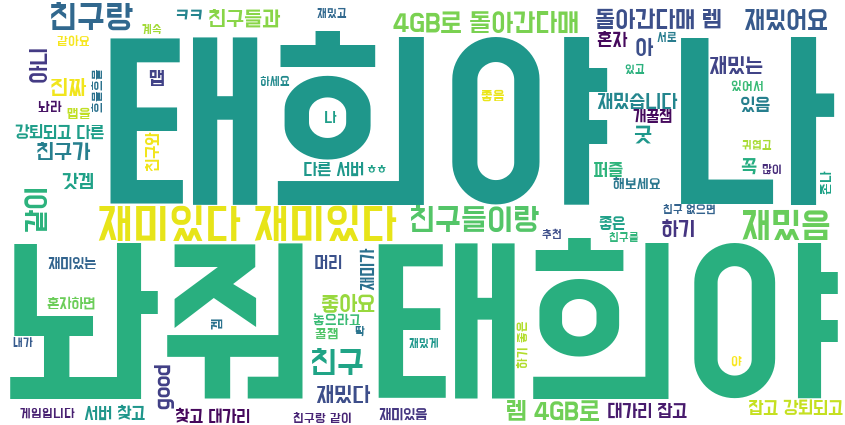 친구랑
ㅋㅋ
친구들과
재밌고
4GB로 돌아간다매
돌아간다매 렘
재밌어요
같아요
계속
혼자
서로
아
아니
태희야 나
진짜
맵
흐흐흐흐
하세요
나
좋음
재밌는
있고
있어서
놔라
맵을
재밌습니다
있음
개꿀잼
강퇴되고 다른
친구와
굿
친구가
귀엽고
다른 서버
ㅎㅎ
퍼즐
꼭
많이
갓겜
해보세요
존나
같이
재미있다 재미있다
친구들이랑
좋은
친구 없으면
하기
재밌음
추천
친구를
놔줘 태희야
재미있는
머리
재미가
혼자하면
좋아요
놓으라고
겜
꿀잼
딱
내가
재밌게
하기 좋은
친구
야
good
재밌다
게임입니다
서버 찾고
찾고 대가리
친구랑 같이
재미있음
렘 4GB로
대가리 잡고
잡고 강퇴되고